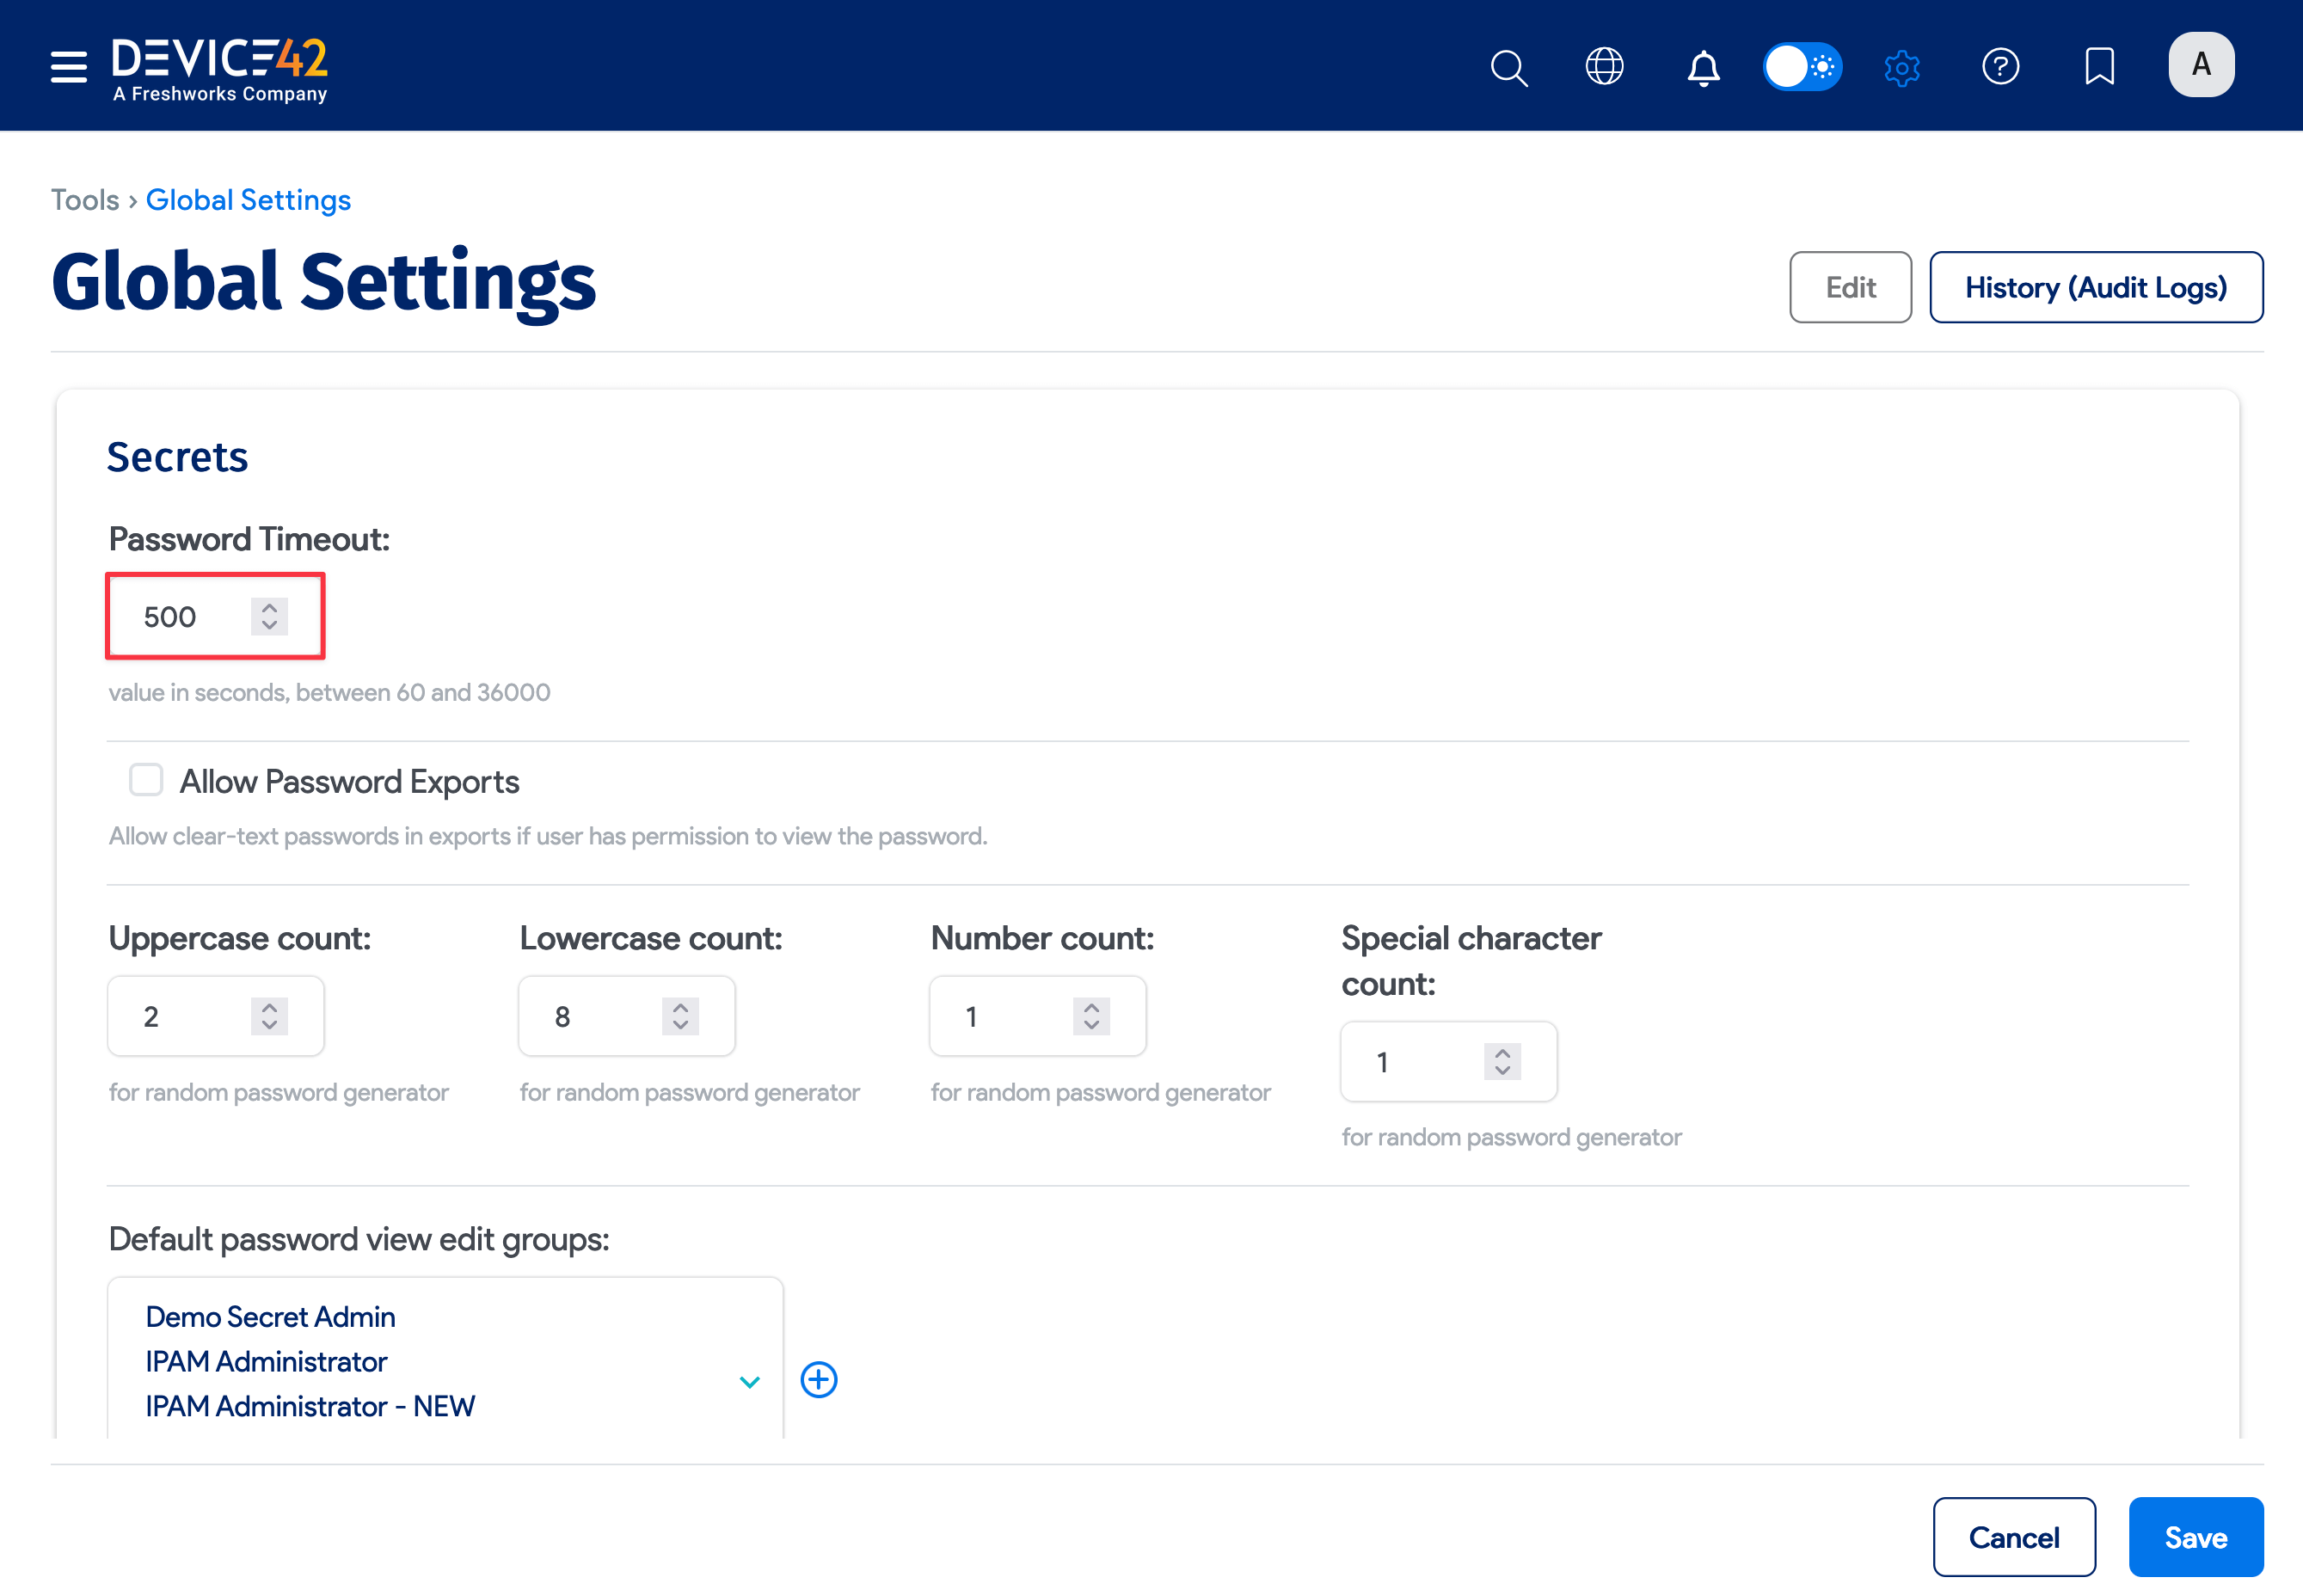 DEVICE42
A Freshworks Company
A
Tools › Global Settings
Global Settings
Edit
History (Audit Logs)
Secrets
Password Timeout:
500
value in seconds, between 60 and 36000
Allow Password Exports
Allow clear-text passwords in exports if user has permission to view the password.
Uppercase count:
2
for random password generator
Lowercase count:
8
for random password generator
Number count:
1
for random password generator
Special character
count:
1
for random password generator
Default password view edit groups:
Demo Secret Admin
IPAM Administrator
IPAM Administrator - NEW
Cancel
Save